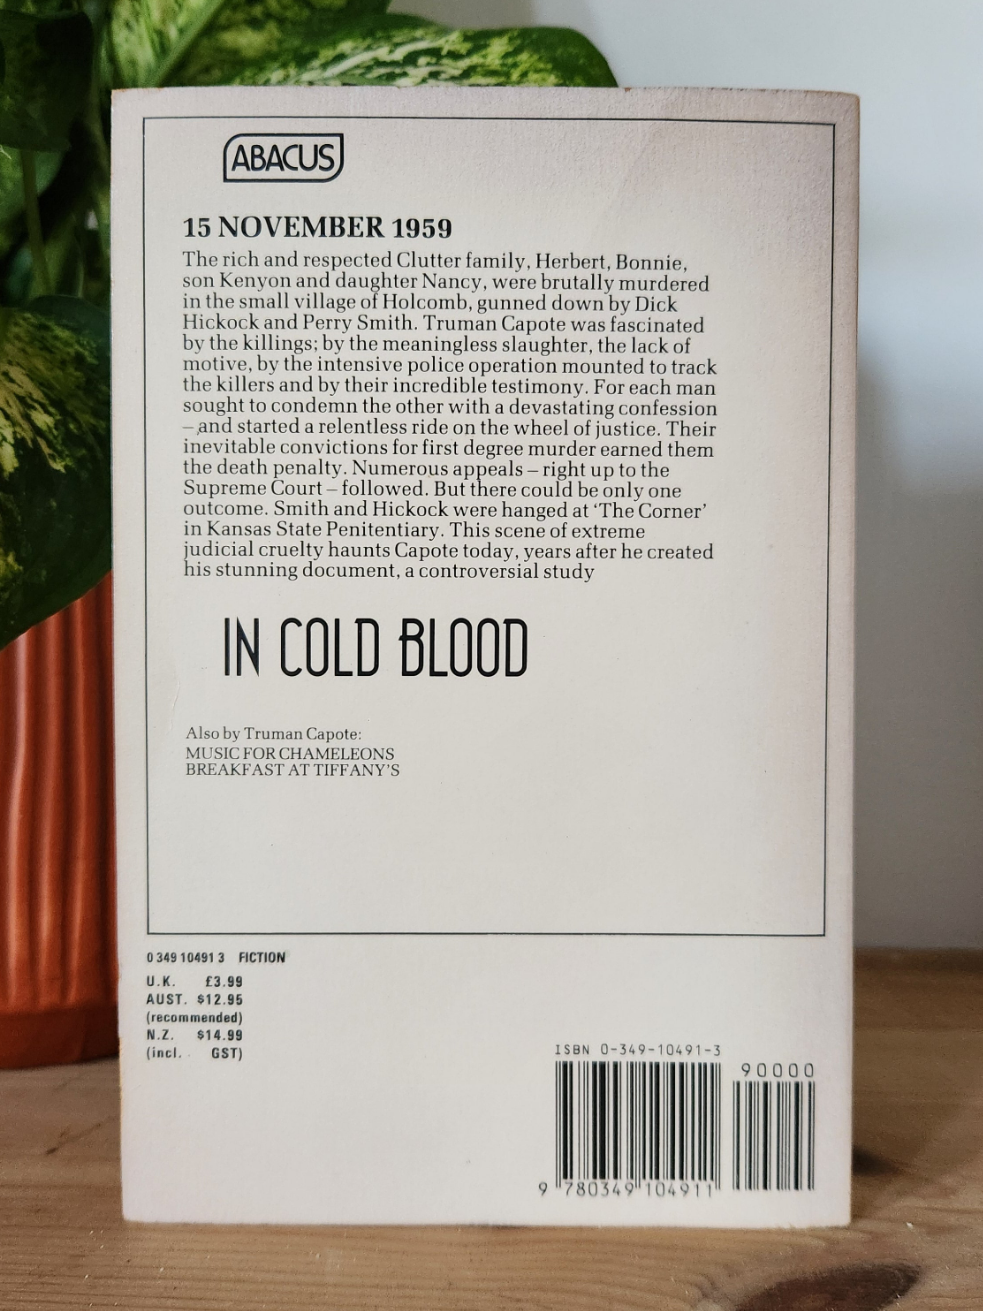 ABACUS
15 NOVEMBER 1959
The rich and respected Clutter family, Herbert, Bonnie,
son Kenyon and daughter Nancy, were brutally murdered
in the small village of Holcomb, gunned down by Dick
Hickock and Perry Smith. Truman Capote was fascinated
by the killings; by the meaningless slaughter, the lack of
motive, by the intensive police operation mounted to track
the killers and by their incredible testimony. For each man
sought to condemn the other with a devastating confession
– and started a relentless ride on the wheel of justice. Their
inevitable convictions for first degree murder earned them
the death penalty. Numerous appeals – right up to the
Supreme Court – followed. But there could be only one
outcome. Smith and Hickock were hanged at ‘The Corner’
in Kansas State Penitentiary. This scene of extreme
judicial cruelty haunts Capote today, years after he created
his stunning document, a controversial study
IN COLD BLOOD
Also by Truman Capote:
MUSIC FOR CHAMELEONS
BREAKFAST AT TIFFANY’S
0 349 10491 3 FICTION
U.K. £3.99
AUST. $12.95
(recommended)
N.Z. $14.99
(incl. GST)
ISBN 0-349-10491-3
90000
9 780349 104911